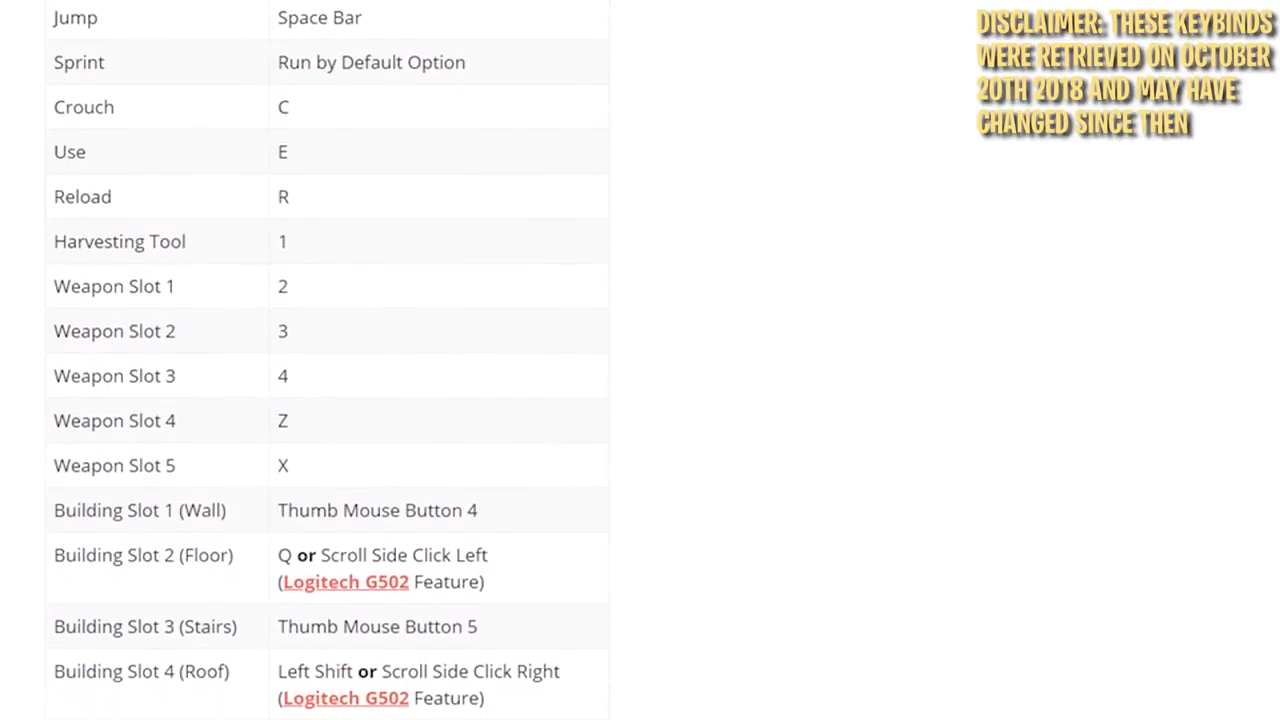 Jump Space Bar
Sprint Run by Default Option
Crouch C
Use E
Reload R
Harvesting Tool 1
Weapon Slot 1 2
Weapon Slot 2 3
Weapon Slot 3 4
Weapon Slot 4 Z
Weapon Slot 5 X
Building Slot 1 (Wall) Thumb Mouse Button 4
Building Slot 2 (Floor) Q or Scroll Side Click Left
(Logitech G502 Feature)
Building Slot 3 (Stairs) Thumb Mouse Button 5
Building Slot 4 (Roof) Left Shift or Scroll Side Click Right
(Logitech G502 Feature)
DISCLAIMER: THESE KEYBINDS
WERE RETRIEVED ON OCTOBER
20TH 2018 AND MAY HAVE
CHANGED SINCE THEN